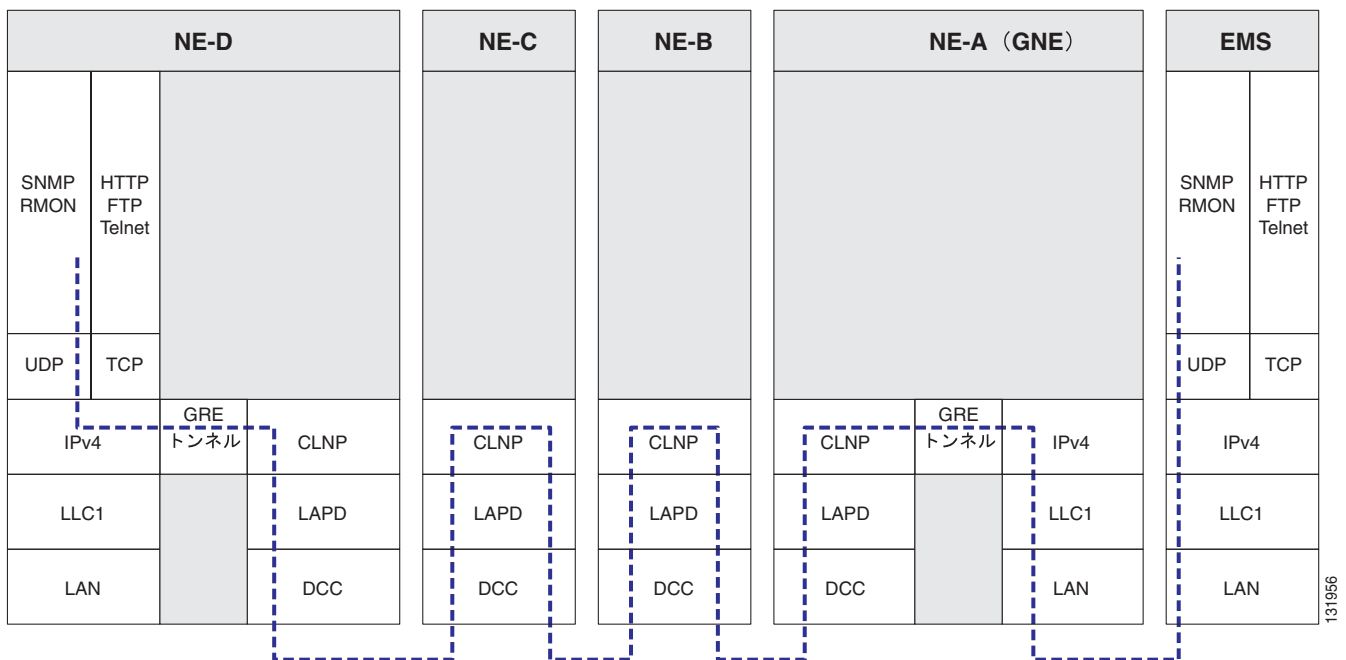 NE-D
NE-C
NE-B
NE-A（GNE）
EMS
SNMP
RMON
HTTP
FTP
Telnet
SNMP
RMON
HTTP
FTP
Telnet
UDP
TCP
UDP
TCP
IPv4
GRE
トンネル
CLNP
CLNP
CLNP
CLNP
GRE
トンネル
IPv4
IPv4
LLC1
LAPD
LAPD
LAPD
LAPD
LLC1
LLC1
LAN
DCC
DCC
DCC
DCC
LAN
LAN
131956